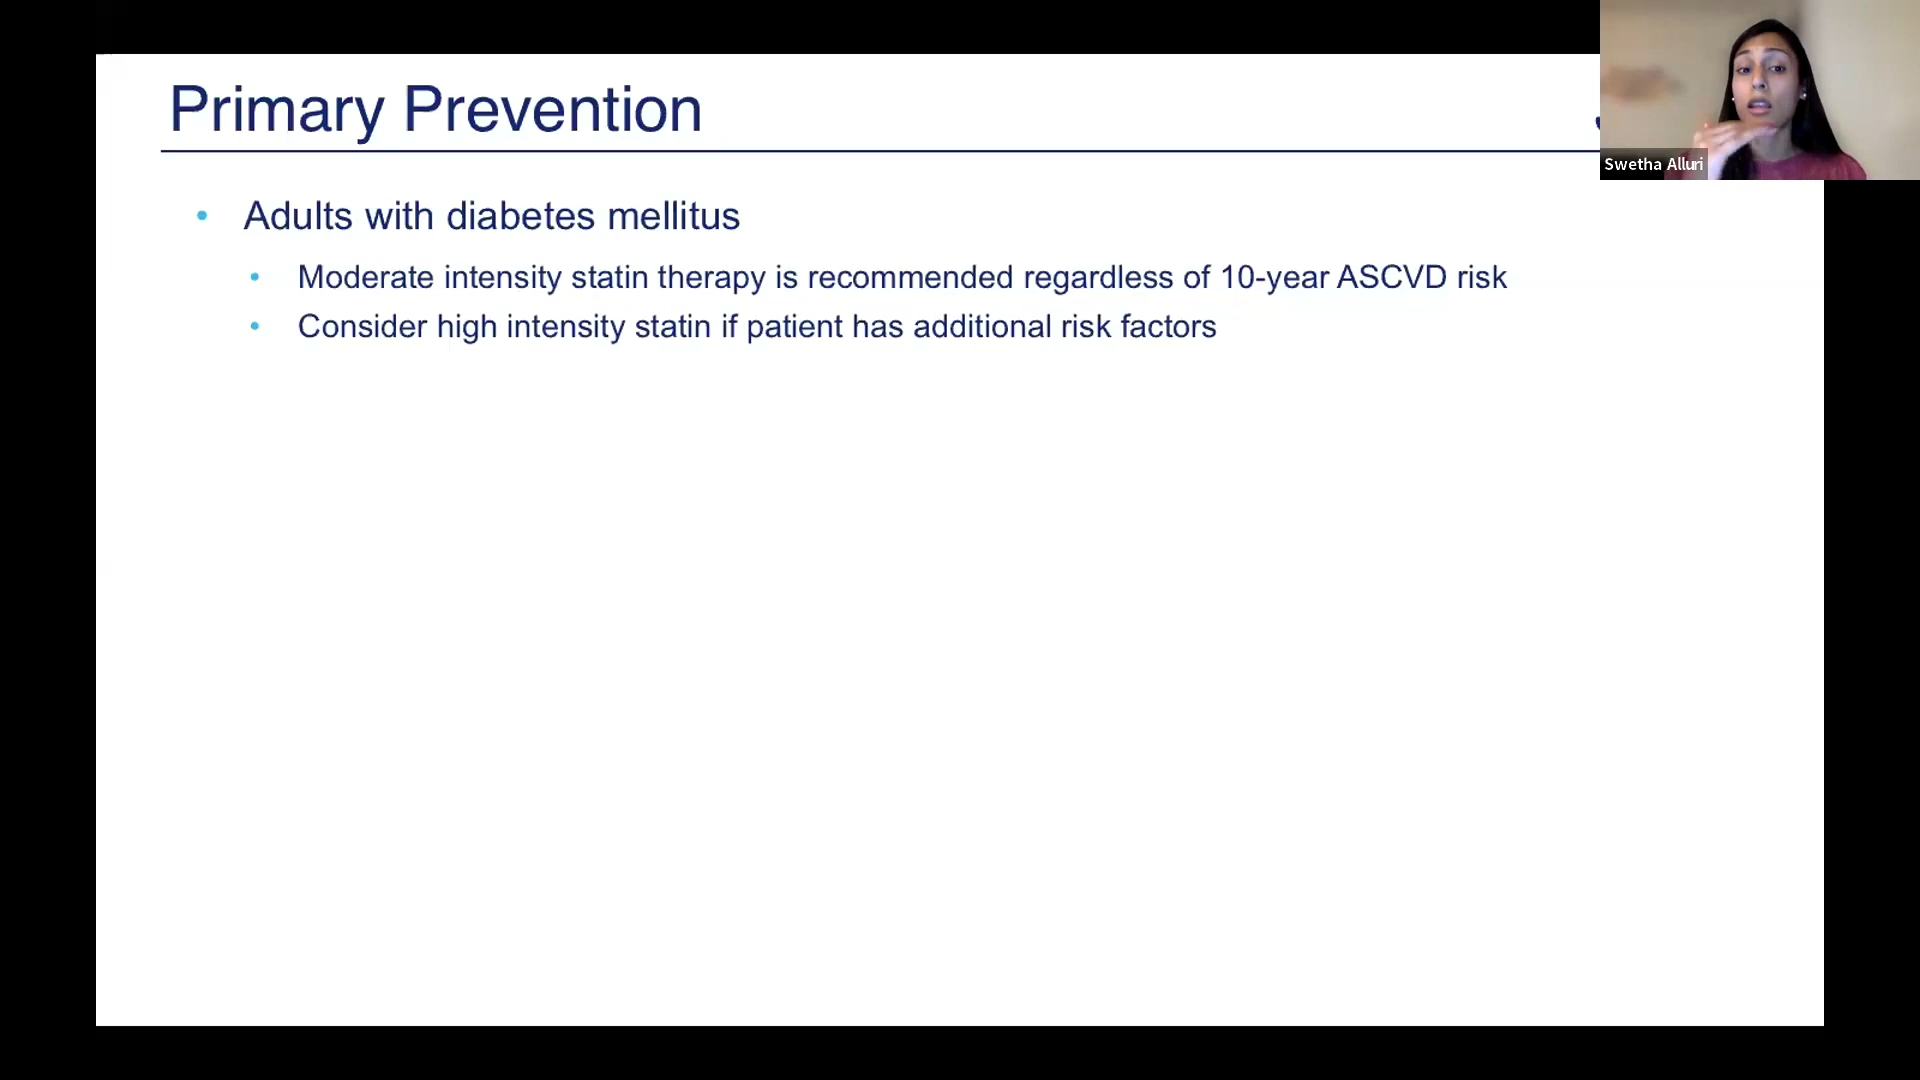 Primary Prevention
Swetha Alluri
• Adults with diabetes mellitus
• Moderate intensity statin therapy is recommended regardless of 10-year ASCVD risk
• Consider high intensity statin if patient has additional risk factors